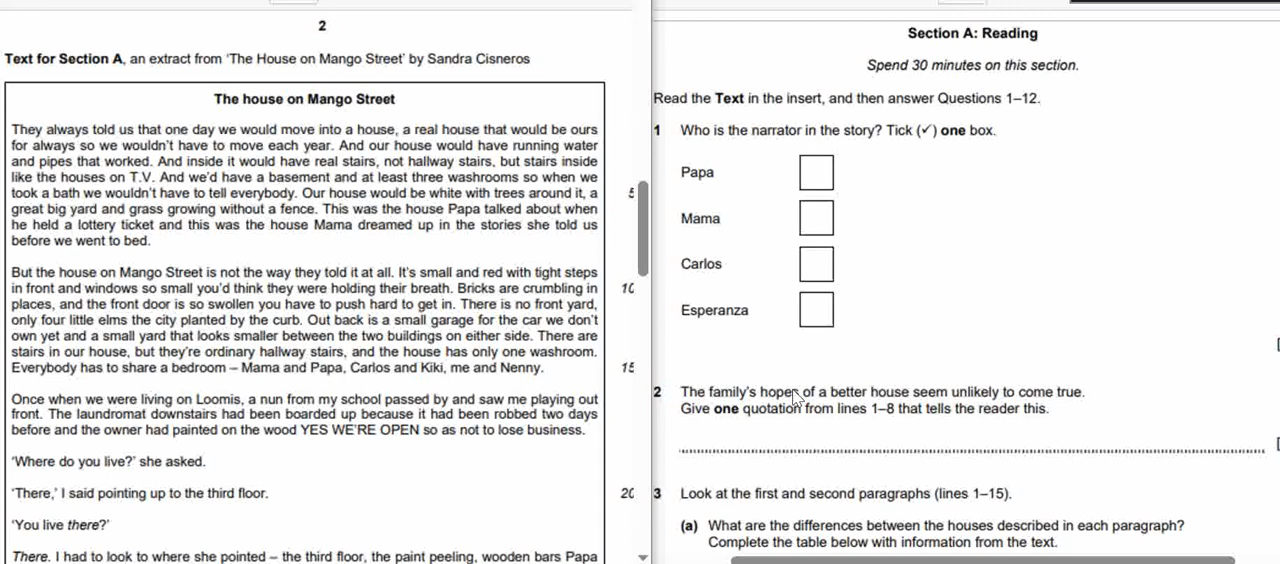 2
Text for Section A, an extract from ‘The House on Mango Street’ by Sandra Cisneros
The house on Mango Street
They always told us that one day we would move into a house, a real house that would be ours
for always so we wouldn’t have to move each year. And our house would have running water
and pipes that worked. And inside it would have real stairs, not hallway stairs, but stairs inside
like the houses on T.V. And we’d have a basement and at least three washrooms so when we
took a bath we wouldn’t have to tell everybody. Our house would be white with trees around it, a
5
great big yard and grass growing without a fence. This was the house Papa talked about when
he held a lottery ticket and this was the house Mama dreamed up in the stories she told us
before we went to bed.
But the house on Mango Street is not the way they told it at all. It’s small and red with tight steps
in front and windows so small you’d think they were holding their breath. Bricks are crumbling in
10
places, and the front door is so swollen you have to push hard to get in. There is no front yard,
only four little elms the city planted by the curb. Out back is a small garage for the car we don’t
own yet and a small yard that looks smaller between the two buildings on either side. There are
stairs in our house, but they’re ordinary hallway stairs, and the house has only one washroom.
Everybody has to share a bedroom – Mama and Papa, Carlos and Kiki, me and Nenny.
15
Once when we were living on Loomis, a nun from my school passed by and saw me playing out
front. The laundromat downstairs had been boarded up because it had been robbed two days
before and the owner had painted on the wood YES WE’RE OPEN so as not to lose business.
‘Where do you live?’ she asked.
‘There,’ I said pointing up to the third floor.
20
‘You live there?’
There. I had to look to where she pointed – the third floor, the paint peeling, wooden bars Papa
Section A: Reading
Spend 30 minutes on this section.
Read the Text in the insert, and then answer Questions 1–12.
1 Who is the narrator in the story? Tick (✓) one box.
Papa
Mama
Carlos
Esperanza
2 The family’s hopes of a better house seem unlikely to come true.
Give one quotation from lines 1–8 that tells the reader this.
3 Look at the first and second paragraphs (lines 1–15).
(a) What are the differences between the houses described in each paragraph?
Complete the table below with information from the text.